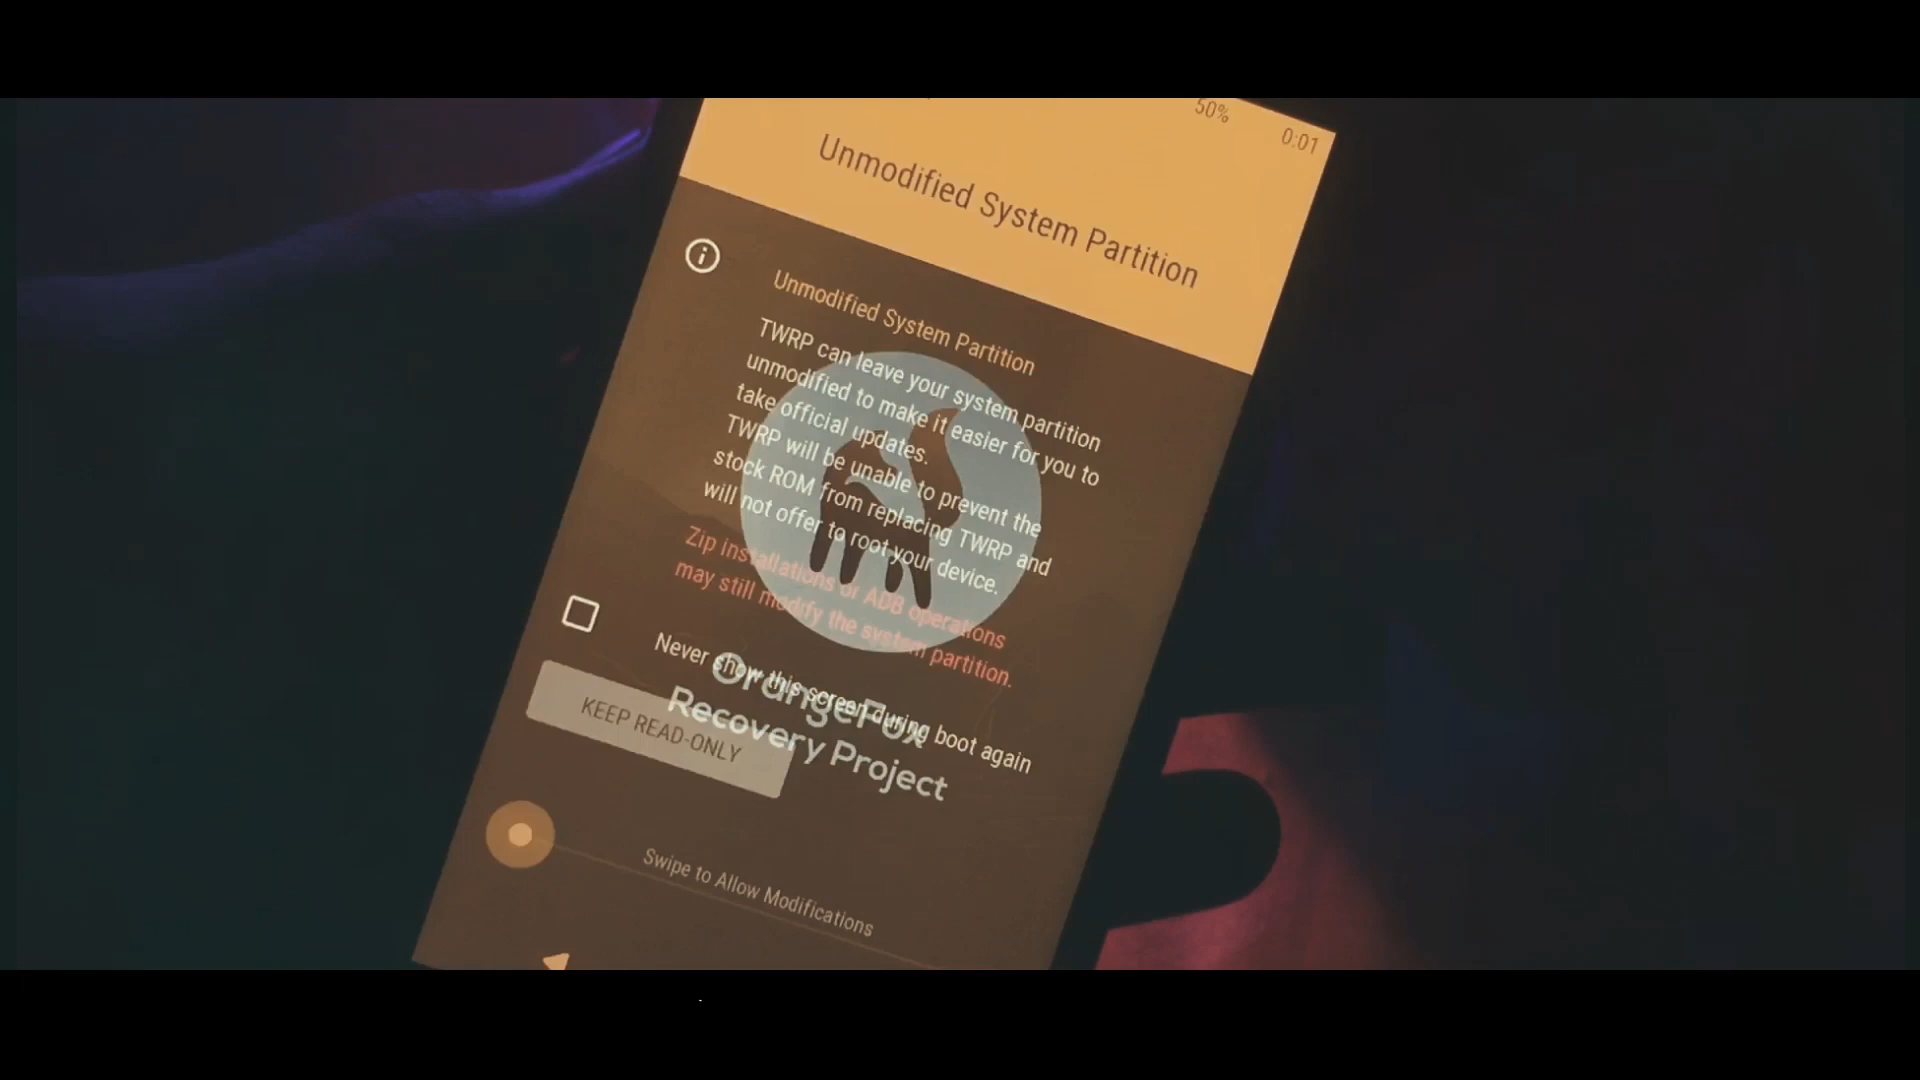 50%
0:01
Unmodified System Partition
Unmodified System Partition
TWRP can leave your system partition
unmodified to make it easier for you to
take official updates.
TWRP will be unable to prevent the
stock ROM from replacing TWRP and
will not offer to root your device.
Zip installations or ADB operations
may still modify the system partition.
Never show this screen during boot again
OrangeFox
Recovery Project
KEEP READ-ONLY
Swipe to Allow Modifications